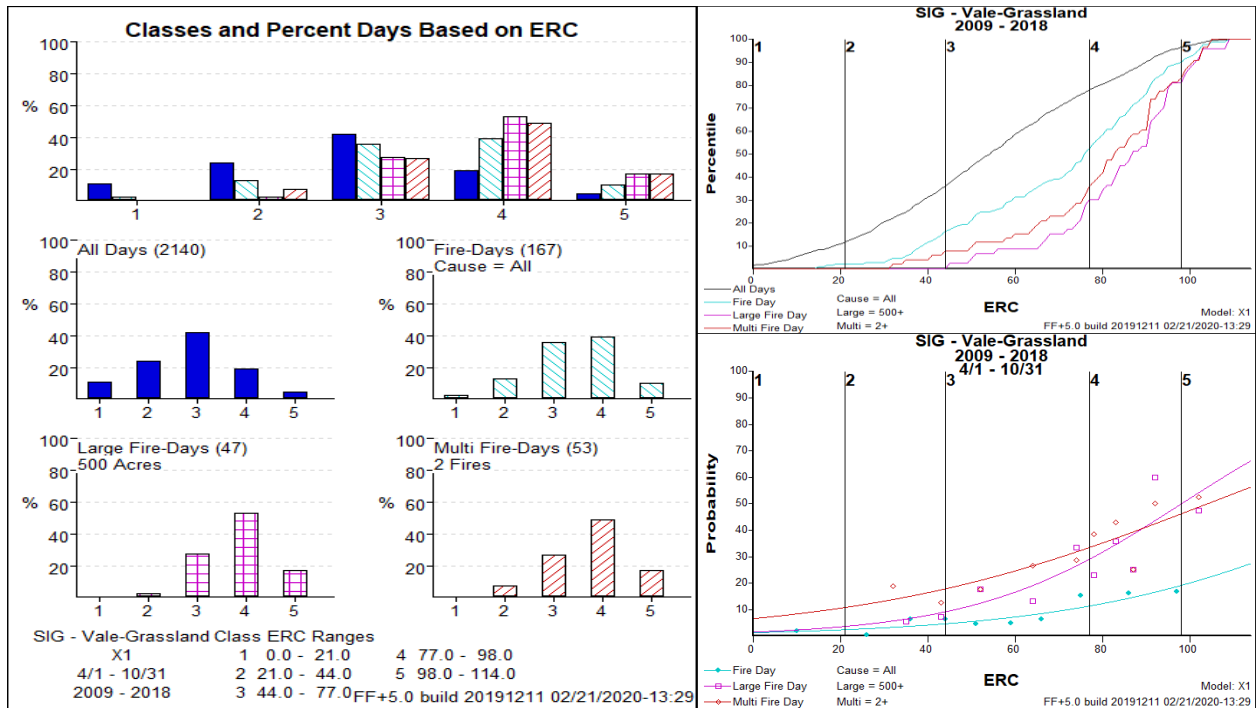 Classes and Percent Days Based on ERC
100
80
%
60
40
20
1 2 3 4 5
All Days (2140)
100
80
%
60
40
20
1 2 3 4 5
Fire-Days (167)
Cause = All
100
80
%
60
40
20
1 2 3 4 5
Large Fire-Days (47)
500 Acres
100
80
%
60
40
20
1 2 3 4 5
Multi Fire-Days (53)
2 Fires
100
80
%
60
40
20
1 2 3 4 5
SIG - Vale-Grassland Class ERC Ranges
X1 1 0.0 - 21.0 4 77.0 - 98.0
4/1 - 10/31 2 21.0 - 44.0 5 98.0 - 114.0
2009 - 2018 3 44.0 - 77.0 FF+5.0 build 20191211 02/21/2020-13:29
SIG - Vale-Grassland
2009 - 2018
1 2 3 4 5
100
90
80
70
60
50
40
30
20
10
Percentile
0 20 40 60 80 100
ERC
All Days
Fire Day Cause = All
Large Fire Day Large = 500+ Model: X1
Multi Fire Day Multi = 2+ FF+5.0 build 20191211 02/21/2020-13:29
SIG - Vale-Grassland
2009 - 2018
4/1 - 10/31
1 2 3 4 5
100
90
80
70
60
50
40
30
20
10
Probability
0 20 40 60 80 100
ERC
Fire Day Cause = All
Large Fire Day Large = 500+ Model: X1
Multi Fire Day Multi = 2+ FF+5.0 build 20191211 02/21/2020-13:29